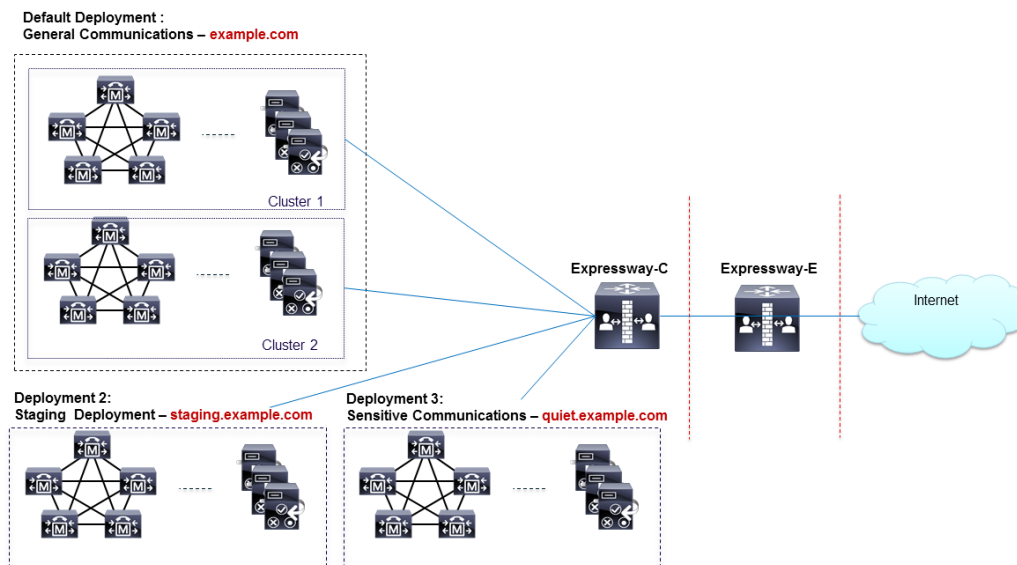 Default Deployment :
General Communications – example.com
M
M
M
M
M
Cluster 1
M
M
M
M
M
Cluster 2
Expressway-C
Expressway-E
Internet
Deployment 2:
Staging Deployment – staging.example.com
M
M
M
M
M
Deployment 3:
Sensitive Communications – quiet.example.com
M
M
M
M
M